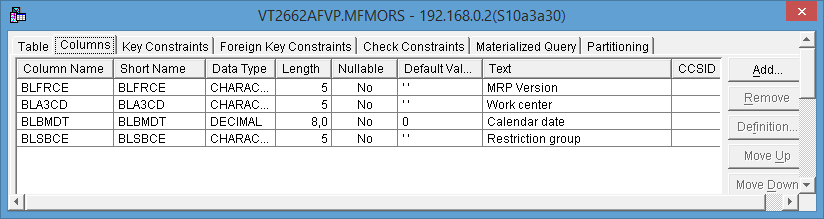 VT2662AFVP.MFMORS - 192.168.0.2(S10a3a30)
Table Columns Key Constraints Foreign Key Constraints Check Constraints Materialized Query Partitioning
Column Name Short Name Data Type Length Nullable Default Val... Text CCSID
BLFRCE BLFRCE CHARAC... 5 No ' ' MRP Version
BLA3CD BLA3CD CHARAC... 5 No ' ' Work center
BLBMDT BLBMDT DECIMAL 8,0 No 0 Calendar date
BLSBCE BLSBCE CHARAC... 5 No ' ' Restriction group
Add...
Remove
Definition...
Move Up
Move Down